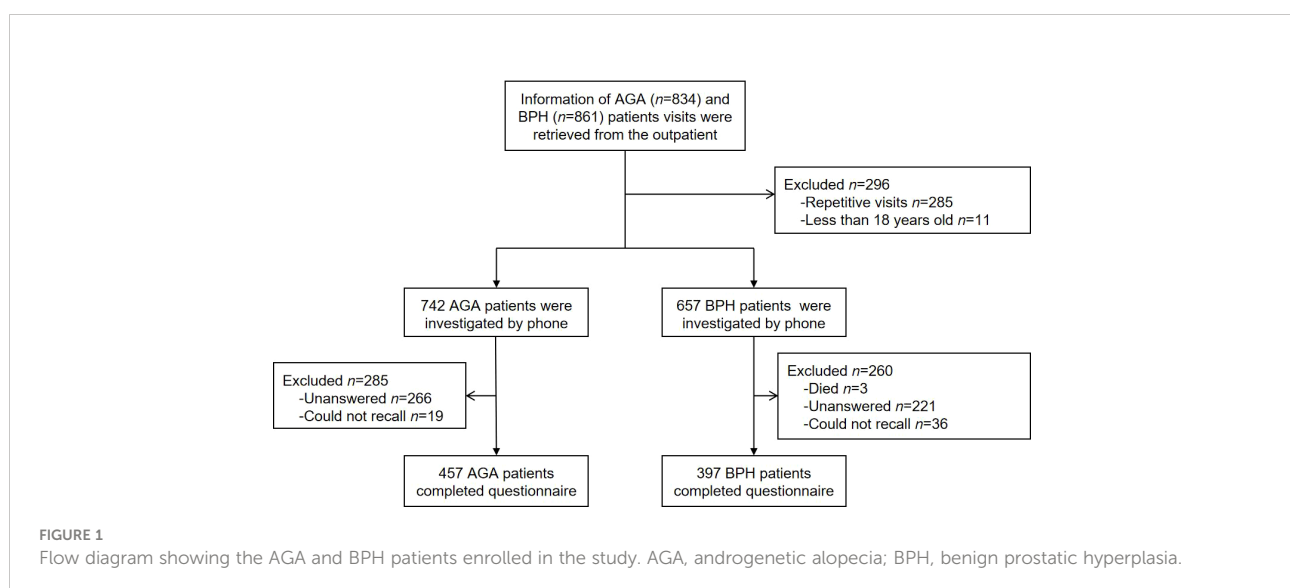 Information of AGA (n=834) and
BPH (n=861) patients visits were
retrieved from the outpatient
Excluded n=296
-Repetitive visits n=285
-Less than 18 years old n=11
742 AGA patients were
investigated by phone
657 BPH patients were
investigated by phone
Excluded n=285
-Unanswered n=266
-Could not recall n=19
Excluded n=260
-Died n=3
-Unanswered n=221
-Could not recall n=36
457 AGA patients
completed questionnaire
397 BPH patients
completed questionnaire
FIGURE 1
Flow diagram showing the AGA and BPH patients enrolled in the study. AGA, androgenetic alopecia; BPH, benign prostatic hyperplasia.